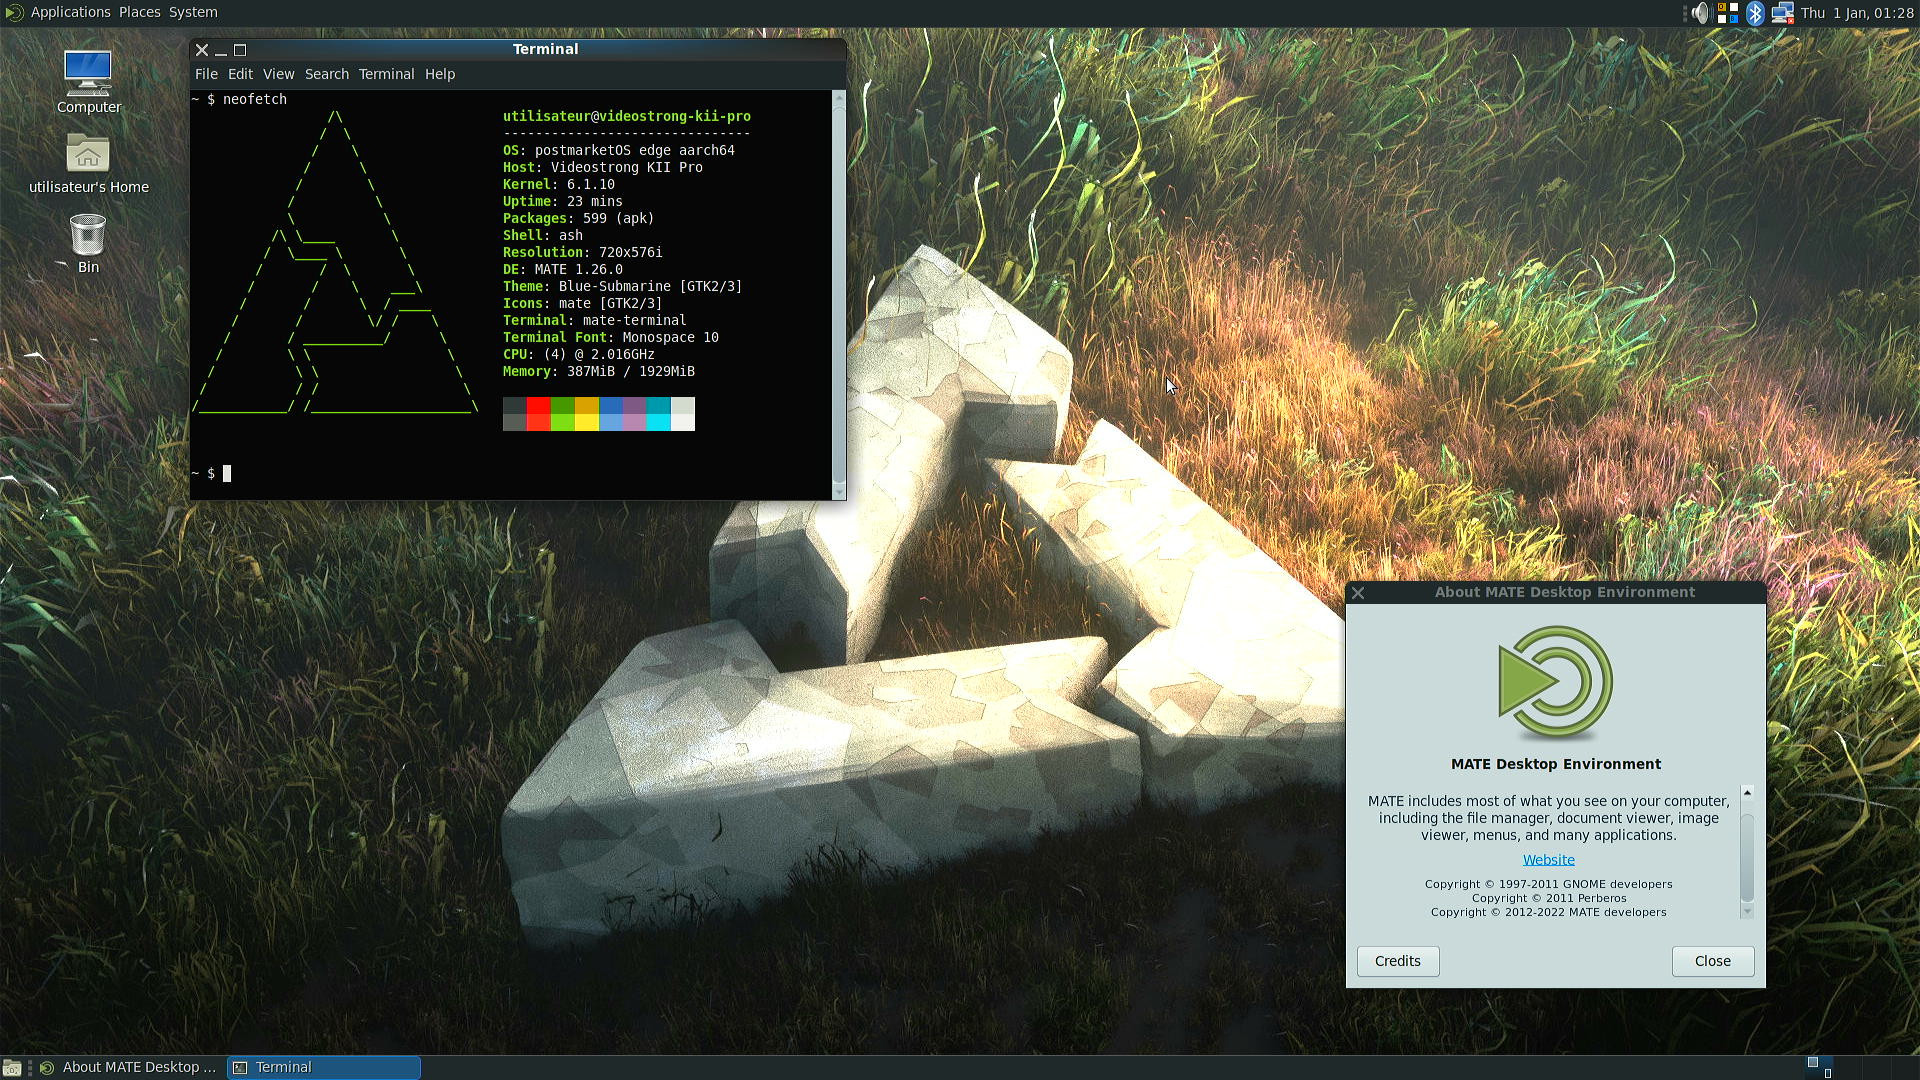 Applications Places System
Thu 1 Jan, 01:28
Computer
utilisateur's Home
Bin
Terminal
File Edit View Search Terminal Help
~ $ neofetch
utilisateur@videostrong-kii-pro
-------------------------------
OS: postmarketOS edge aarch64
Host: Videostrong KII Pro
Kernel: 6.1.10
Uptime: 23 mins
Packages: 599 (apk)
Shell: ash
Resolution: 720x576i
DE: MATE 1.26.0
Theme: Blue-Submarine [GTK2/3]
Icons: mate [GTK2/3]
Terminal: mate-terminal
Terminal Font: Monospace 10
CPU: (4) @ 2.016GHz
Memory: 387MiB / 1929MiB
~ $
About MATE Desktop Environment
MATE Desktop Environment
MATE includes most of what you see on your computer,
including the file manager, document viewer, image
viewer, menus, and many applications.
Website
Copyright © 1997-2011 GNOME developers
Copyright © 2011 Perberos
Copyright © 2012-2022 MATE developers
Credits
Close
About MATE Desktop ...
Terminal